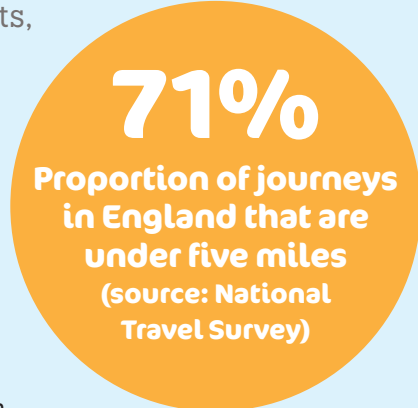 ts,
71%
Proportion of journeys
in England that are
under five miles
(source: National
Travel Survey)